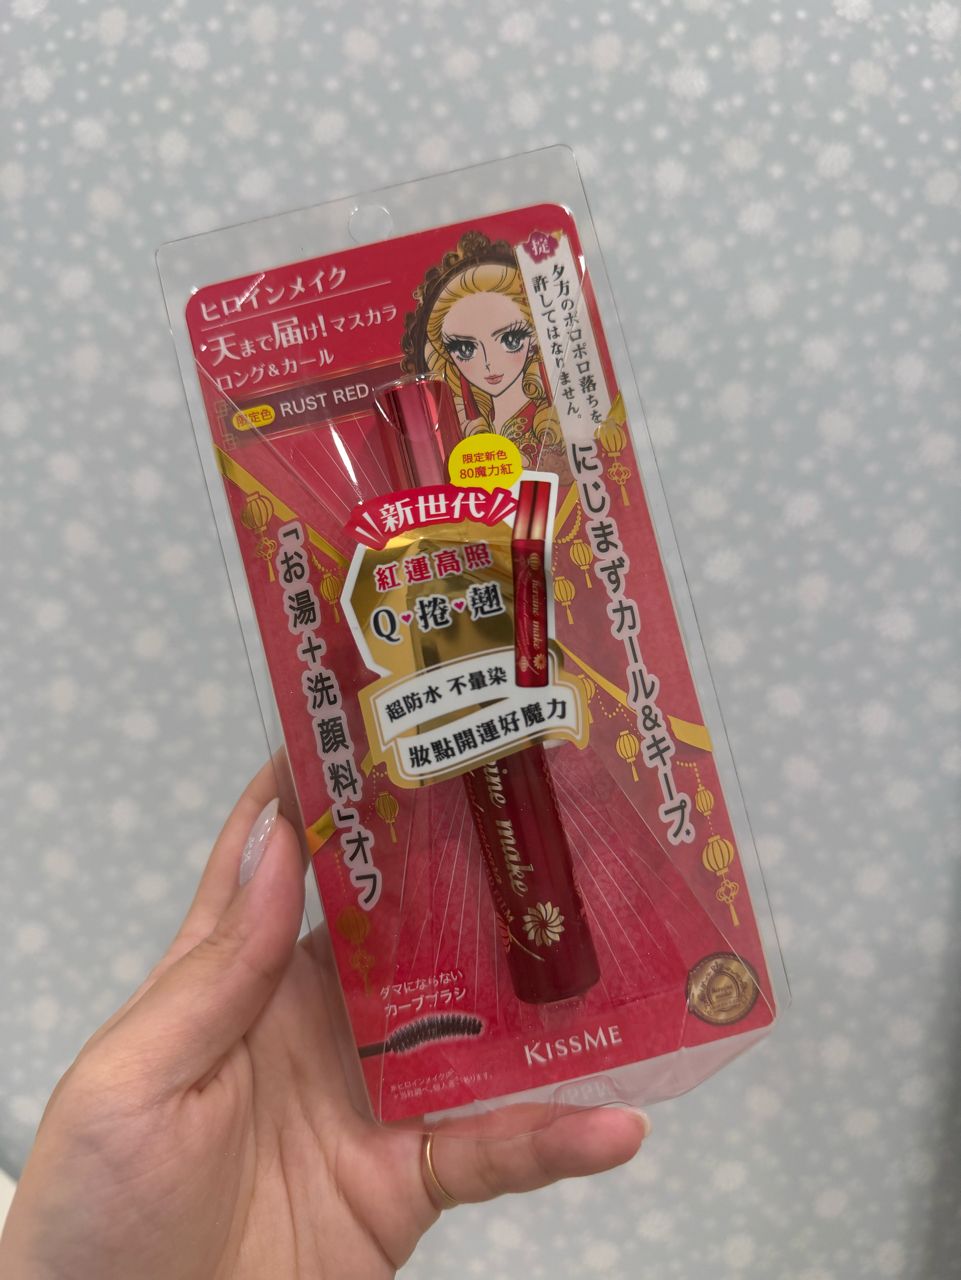 ヒロインメイク
天まで届け！マスカラ
ロング&カール
限定色 RUST RED
掟
夕方のポロポロ落ちを
許してはなりません。
にじまずカール&キープ。
「お湯＋洗顔料」オフ
限定新色
80魔力紅
新世代
紅運高照
Q♥捲♥翹
heroine make
超防水 不暈染
妝點開運好魔力
make
ダマにならない
カーブブラシ
KISSME